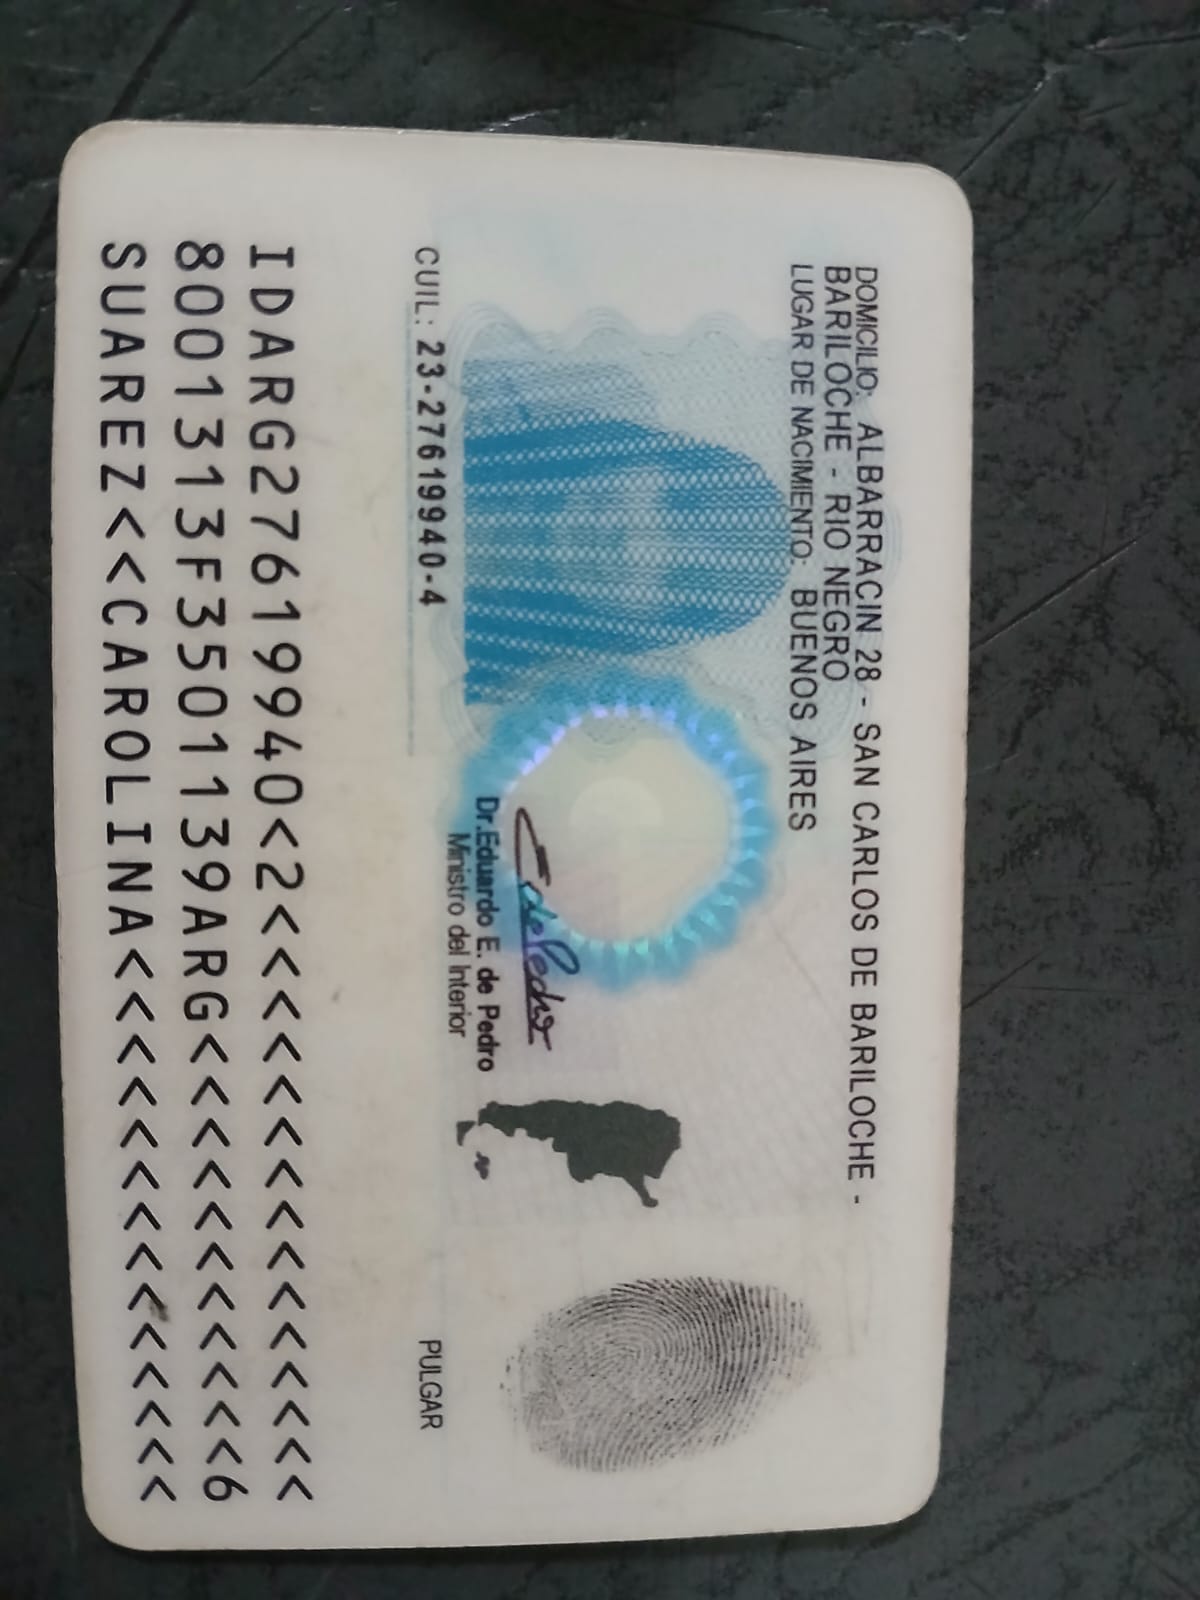 DOMICILIO: ALBARRACIN 28 - SAN CARLOS DE BARILOCHE -
BARILOCHE - RIO NEGRO
LUGAR DE NACIMIENTO: BUENOS AIRES
Dr.Eduardo E. de Pedro
Ministro del Interior
CUIL: 23-27619940-4
PULGAR
IDARG27619940<2<<<<<<<<<<<<<<<
8001313F3501139ARG<<<<<<<<<<<6
SUAREZ<<CAROLINA<<<<<<<<<<<<<<